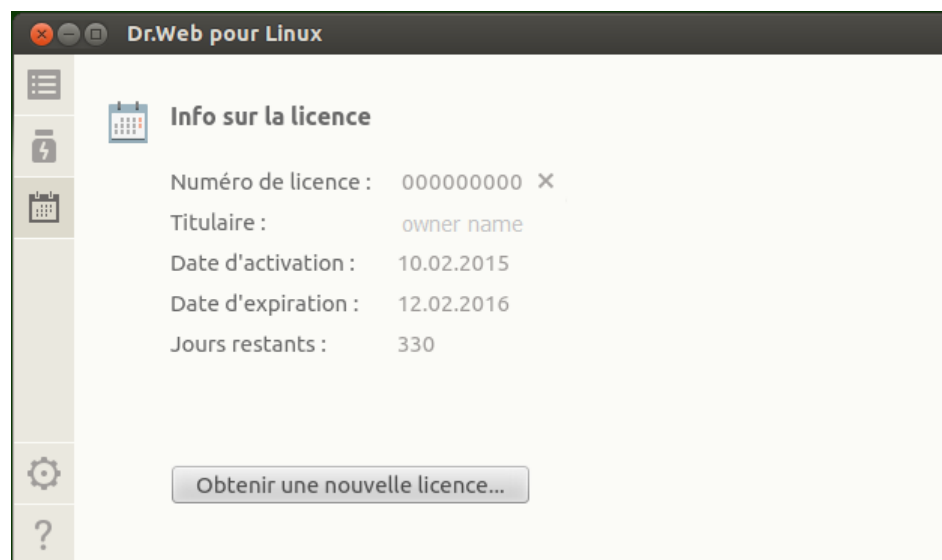 Dr.Web pour Linux
Info sur la licence
Numéro de licence : 000000000 ✕
Titulaire : owner name
Date d'activation : 10.02.2015
Date d'expiration : 12.02.2016
Jours restants : 330
Obtenir une nouvelle licence...
?